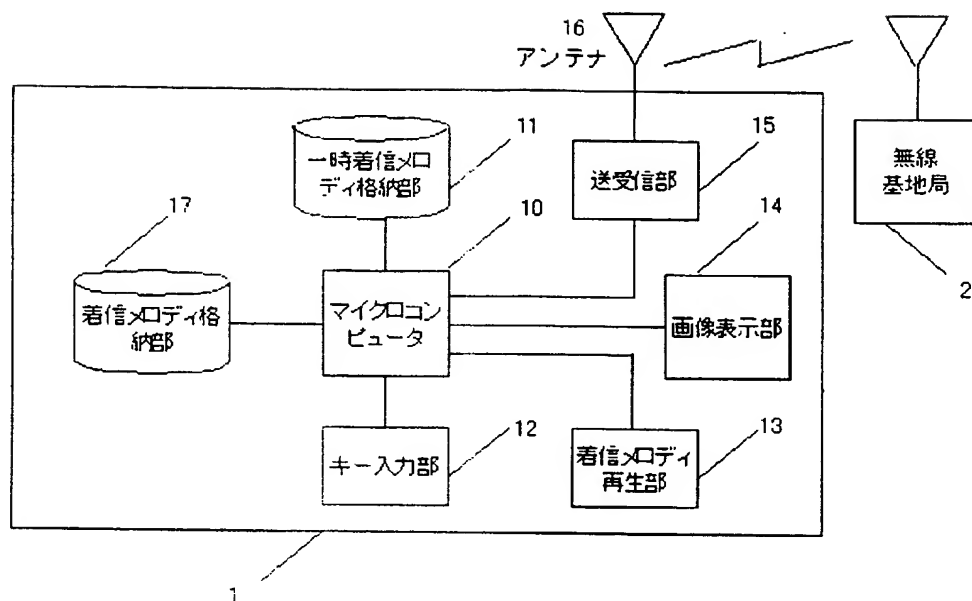 16
アンテナ
11
一時着信メロ
ディ格納部
15
送受信部
無線
基地局
17
10
14
2
着信メロディ格
納部
マイクロコン
ピュータ
画像表示部
12
キー入力部
13
着信メロディ
再生部
1